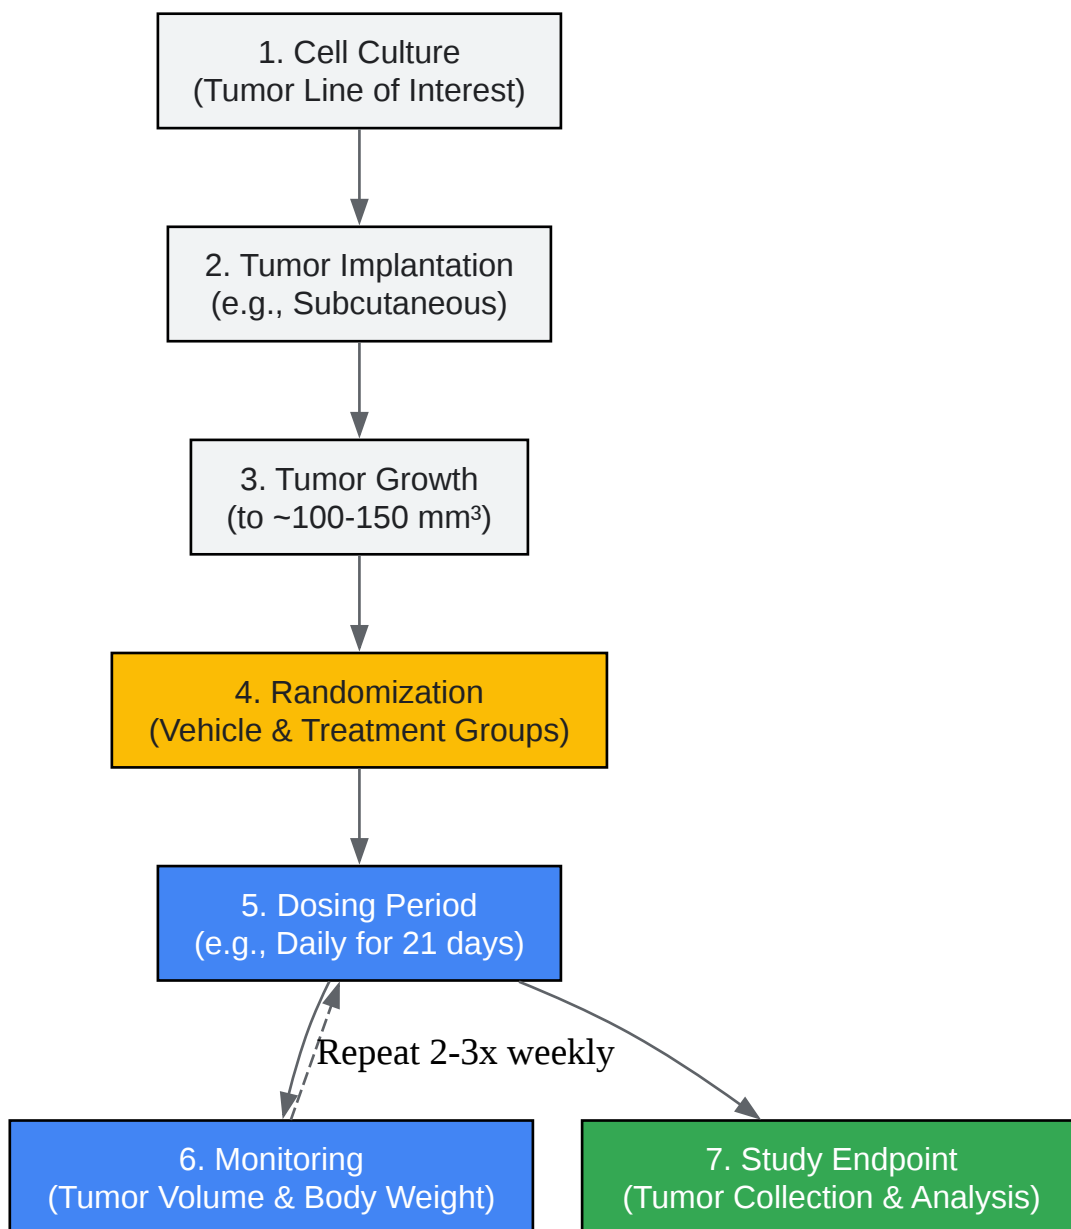 1. Cell Culture
(Tumor Line of Interest)
2. Tumor Implantation
(e.g., Subcutaneous)
3. Tumor Growth
(to ~100-150 mm³)
4. Randomization
(Vehicle & Treatment Groups)
5. Dosing Period
(e.g., Daily for 21 days)
Repeat 2-3x weekly
6. Monitoring
(Tumor Volume & Body Weight)
7. Study Endpoint
(Tumor Collection & Analysis)